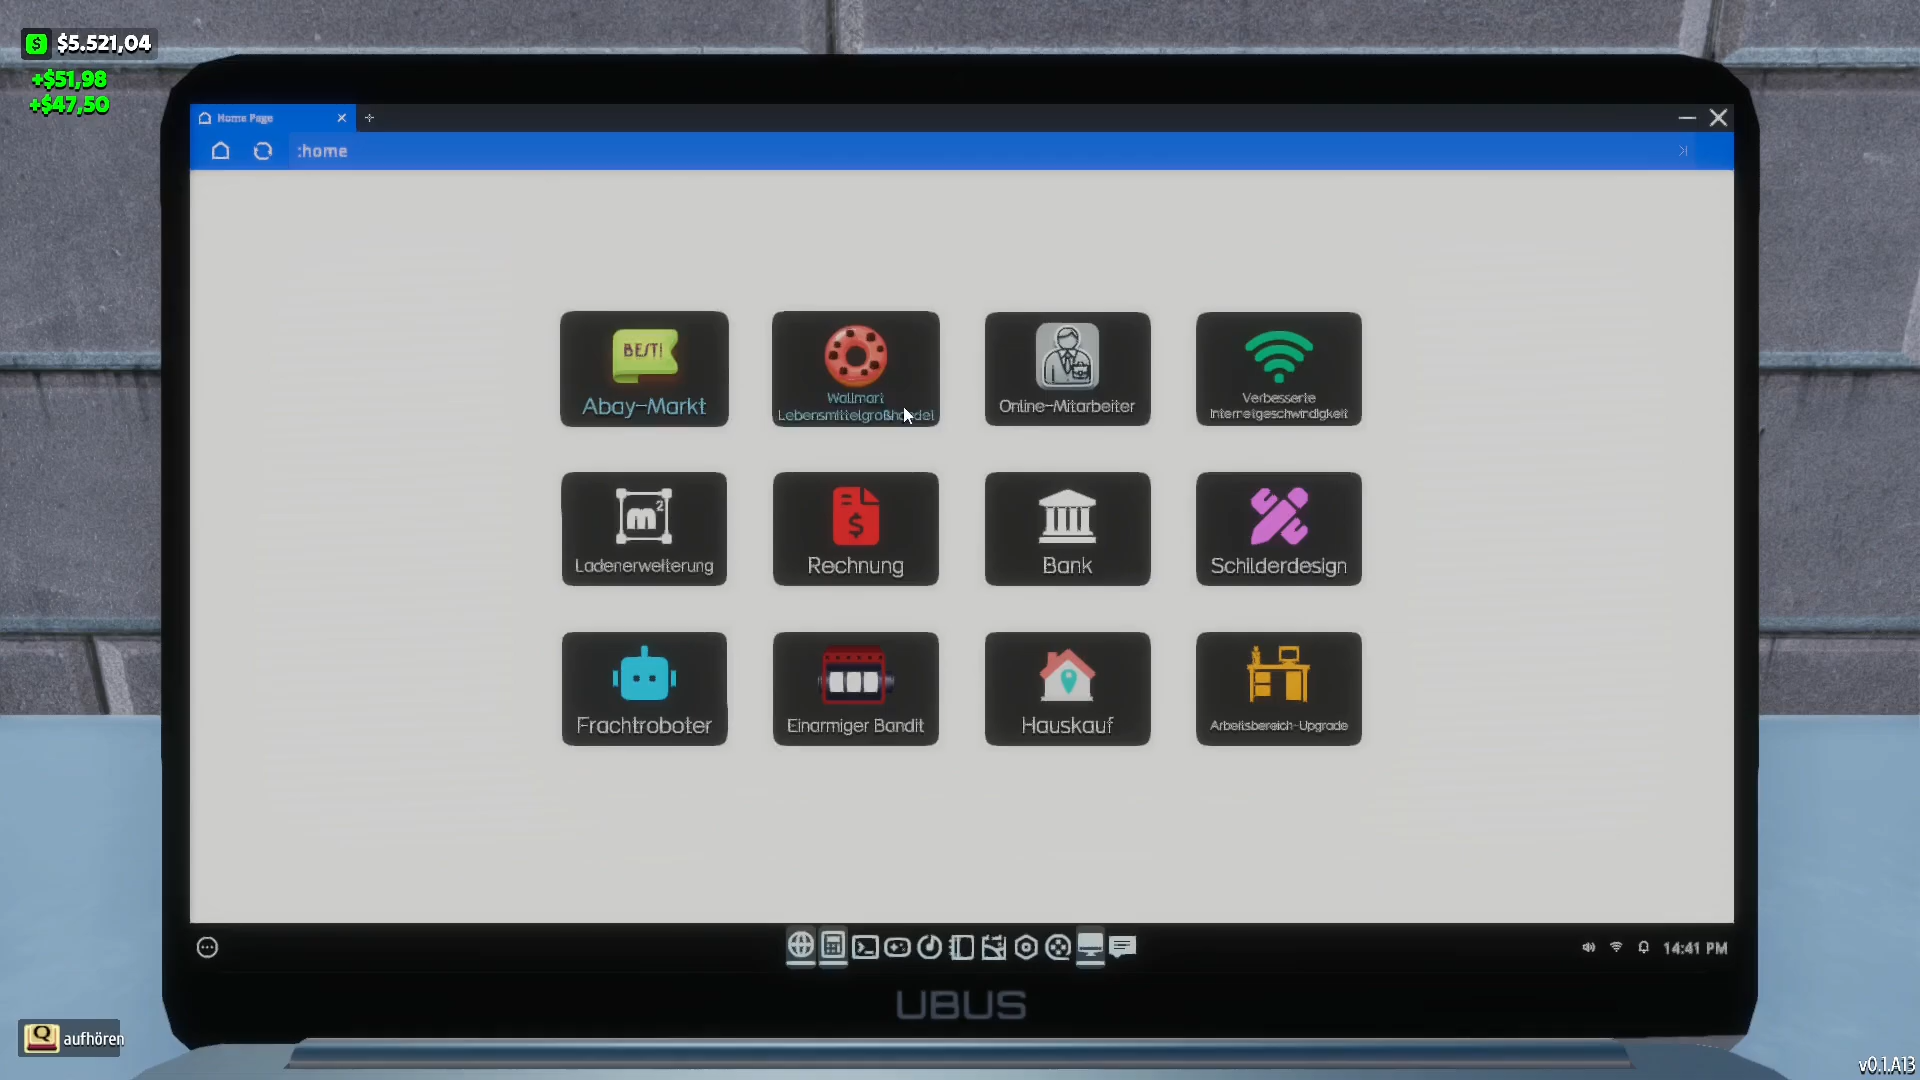 $5.521,04
+$51,98
+$47,50
Home Page
:home
BEST!
Abay-Markt
Wallmart
Lebensmittelgroßhandel
Online-Mitarbeiter
Verbesserte
Internetgeschwindigkeit
m²
Ladenerweiterung
Rechnung
Bank
Schilderdesign
Frachtroboter
Einarmiger Bandit
Hauskauf
Arbeitsbereich-Upgrade
14:41 PM
UBUS
Q aufhören
v0.1.A13